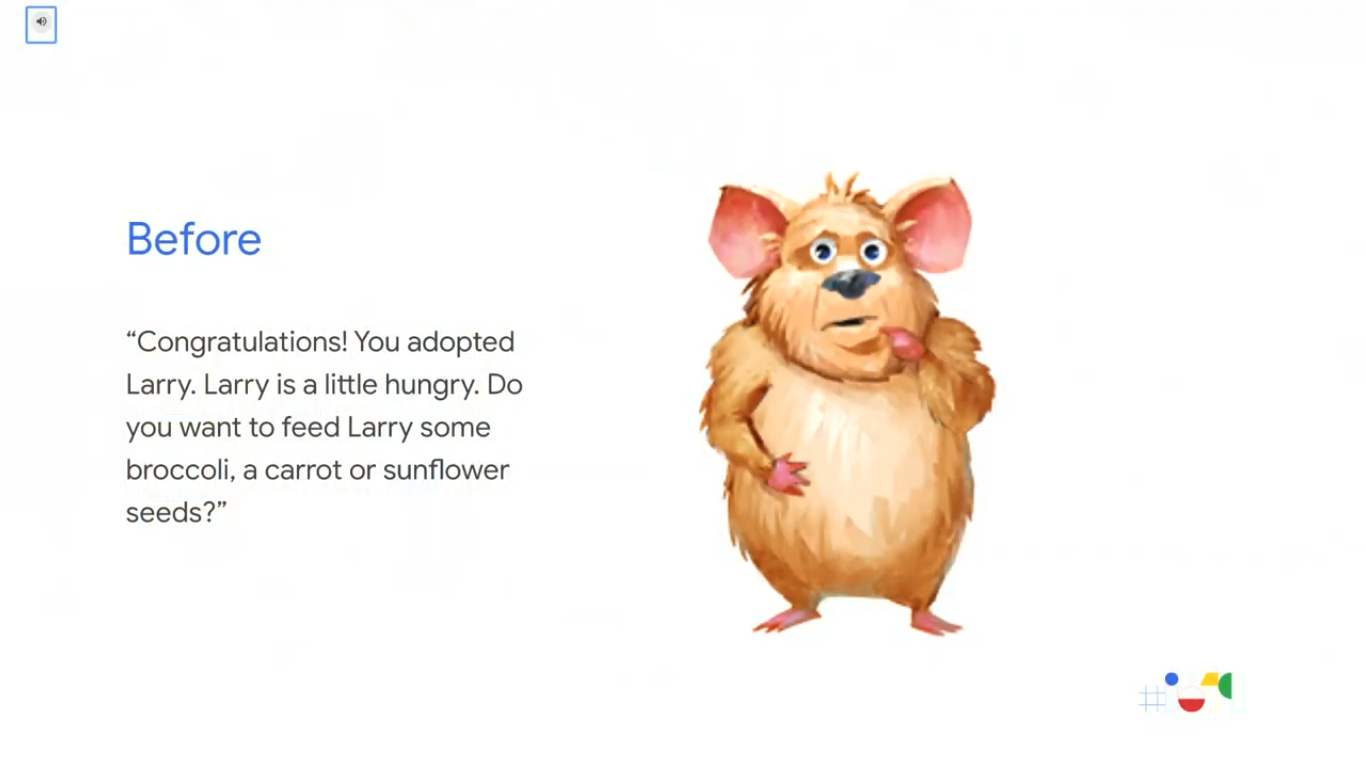 Before
“Congratulations! You adopted
Larry. Larry is a little hungry. Do
you want to feed Larry some
broccoli, a carrot or sunflower
seeds?”